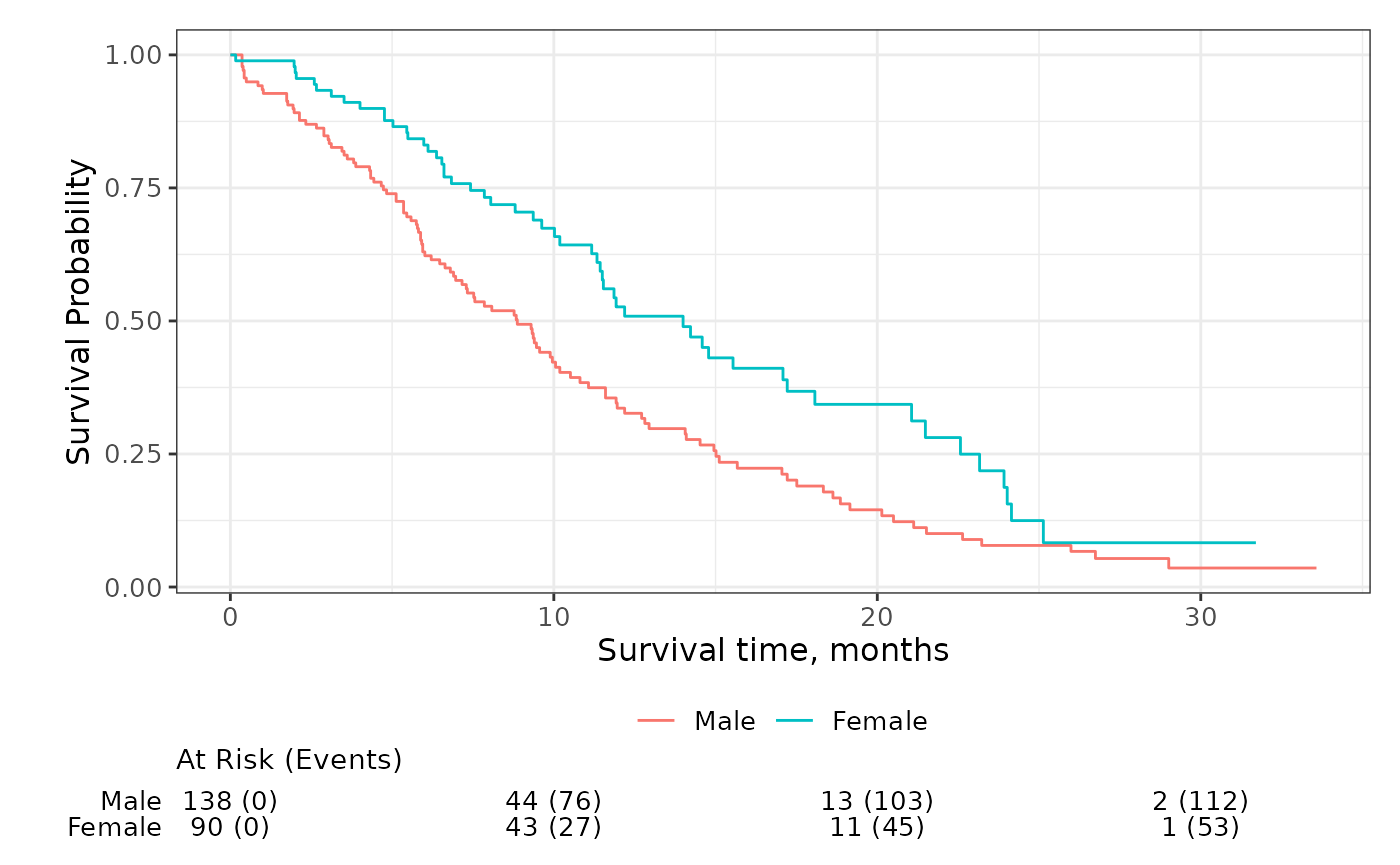 1.00
0.75
0.50
0.25
0.00
Survival Probability
0 10 20 30
Survival time, months
Male Female
At Risk (Events)
Male 138 (0) 44 (76) 13 (103) 2 (112)
Female 90 (0) 43 (27) 11 (45) 1 (53)